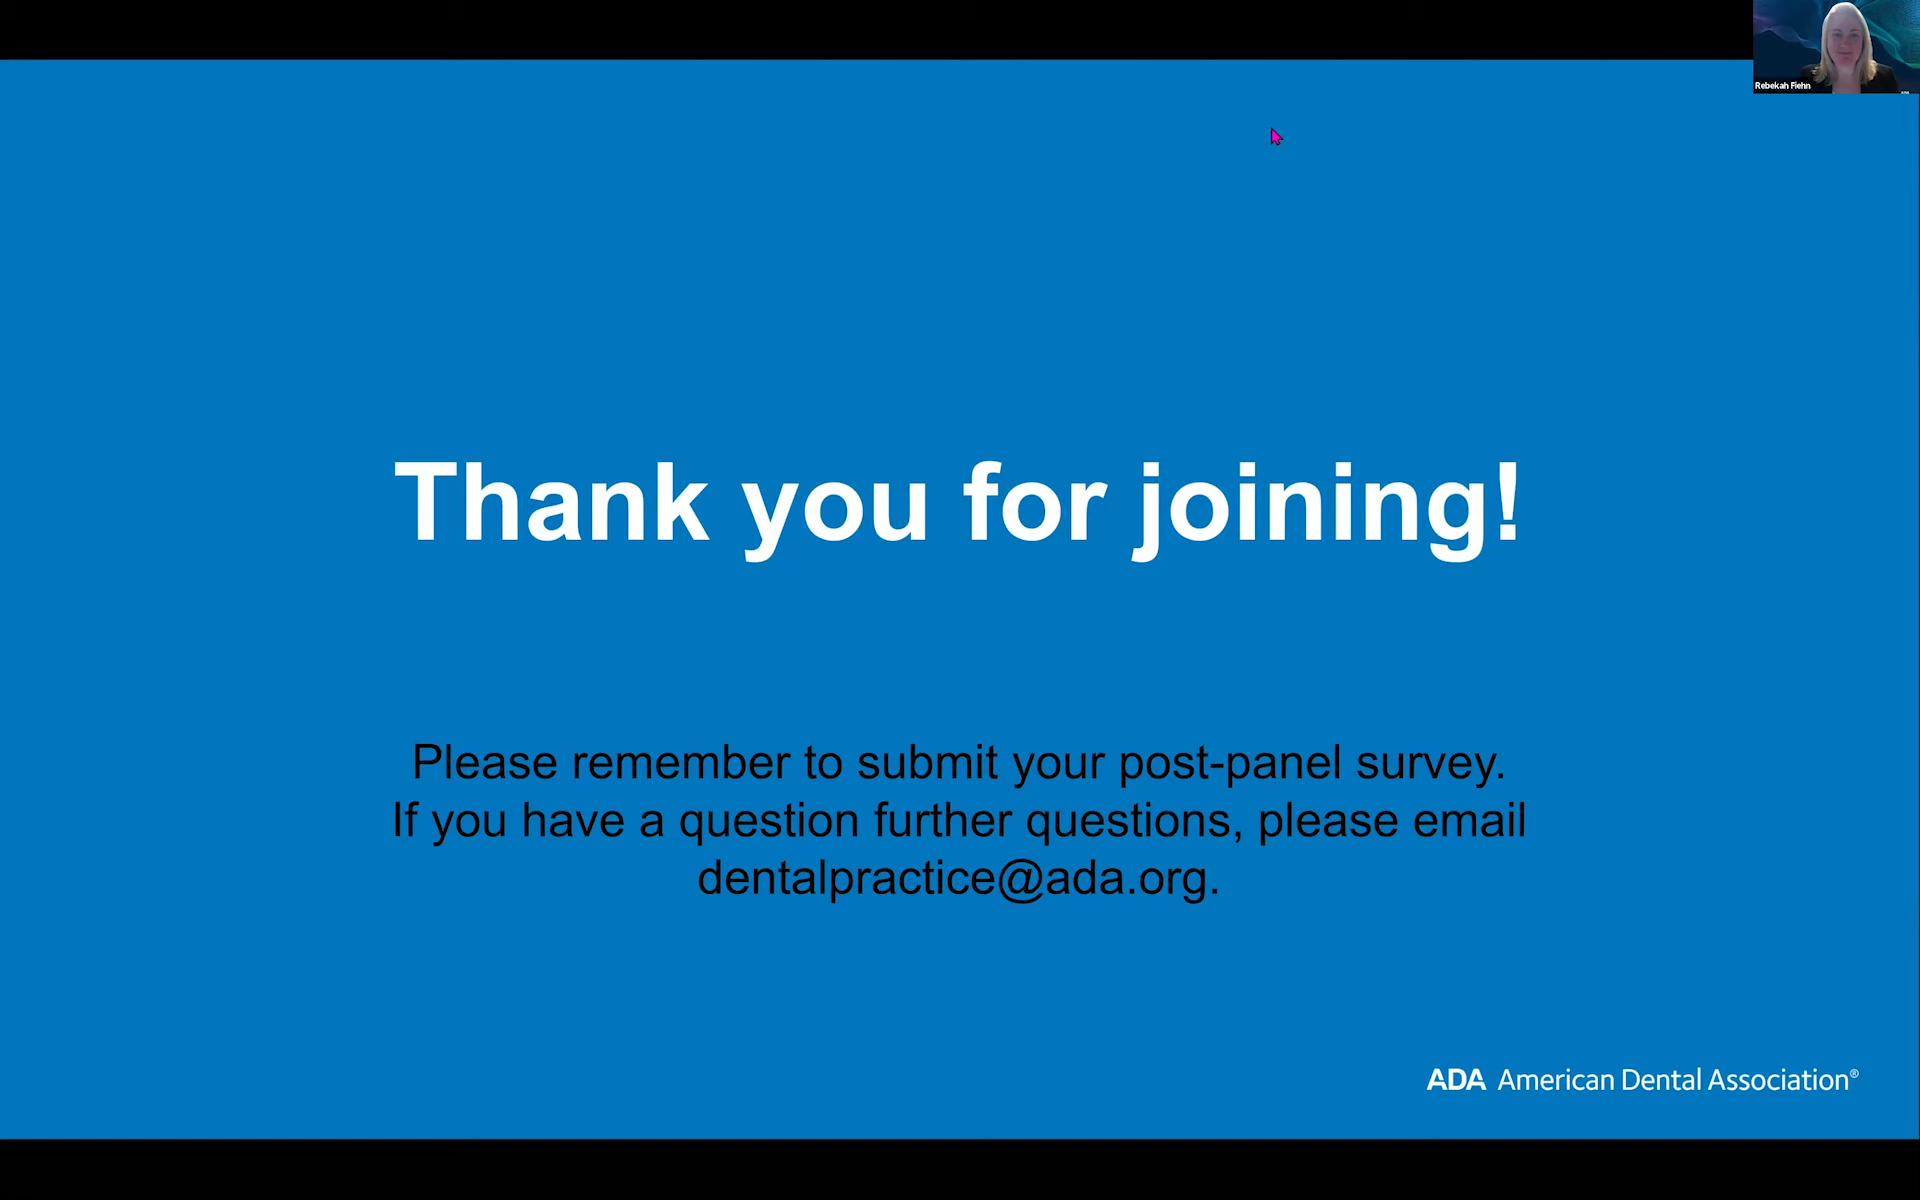 Rebekah Fiehn
Thank you for joining!
Please remember to submit your post-panel survey.
If you have a question further questions, please email
dentalpractice@ada.org.
ADA American Dental Association®